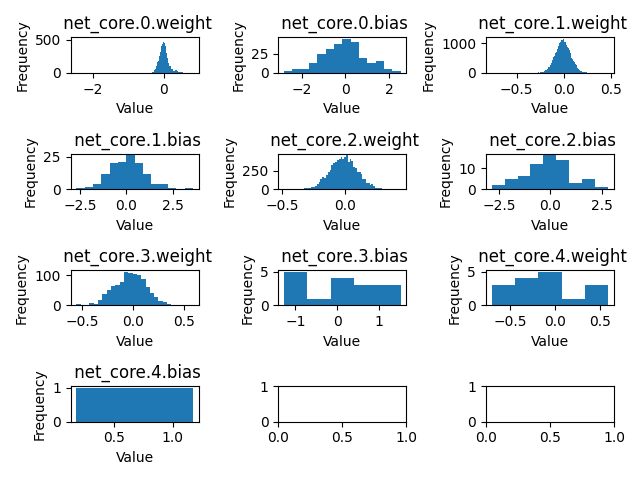 net_core.0.weight net_core.0.bias net_core.1.weight
Frequency 500 0 Frequency 25 0 Frequency 1000 0
−2 0 −2 0 2 −0.5 0.0 0.5
Value Value Value
net_core.1.bias net_core.2.weight net_core.2.bias
Frequency 25 0 Frequency 250 0 Frequency 10 0
−2.5 0.0 2.5 −0.5 0.0 −2.5 0.0 2.5
Value Value Value
net_core.3.weight net_core.3.bias net_core.4.weight
Frequency 100 0 Frequency 5 0 Frequency 5 0
−0.5 0.0 0.5 −1 0 1 −0.5 0.0 0.5
Value Value Value
net_core.4.bias
Frequency 1 0 1 0 1 0
0.5 1.0 0.0 0.5 1.0 0.0 0.5 1.0
Value